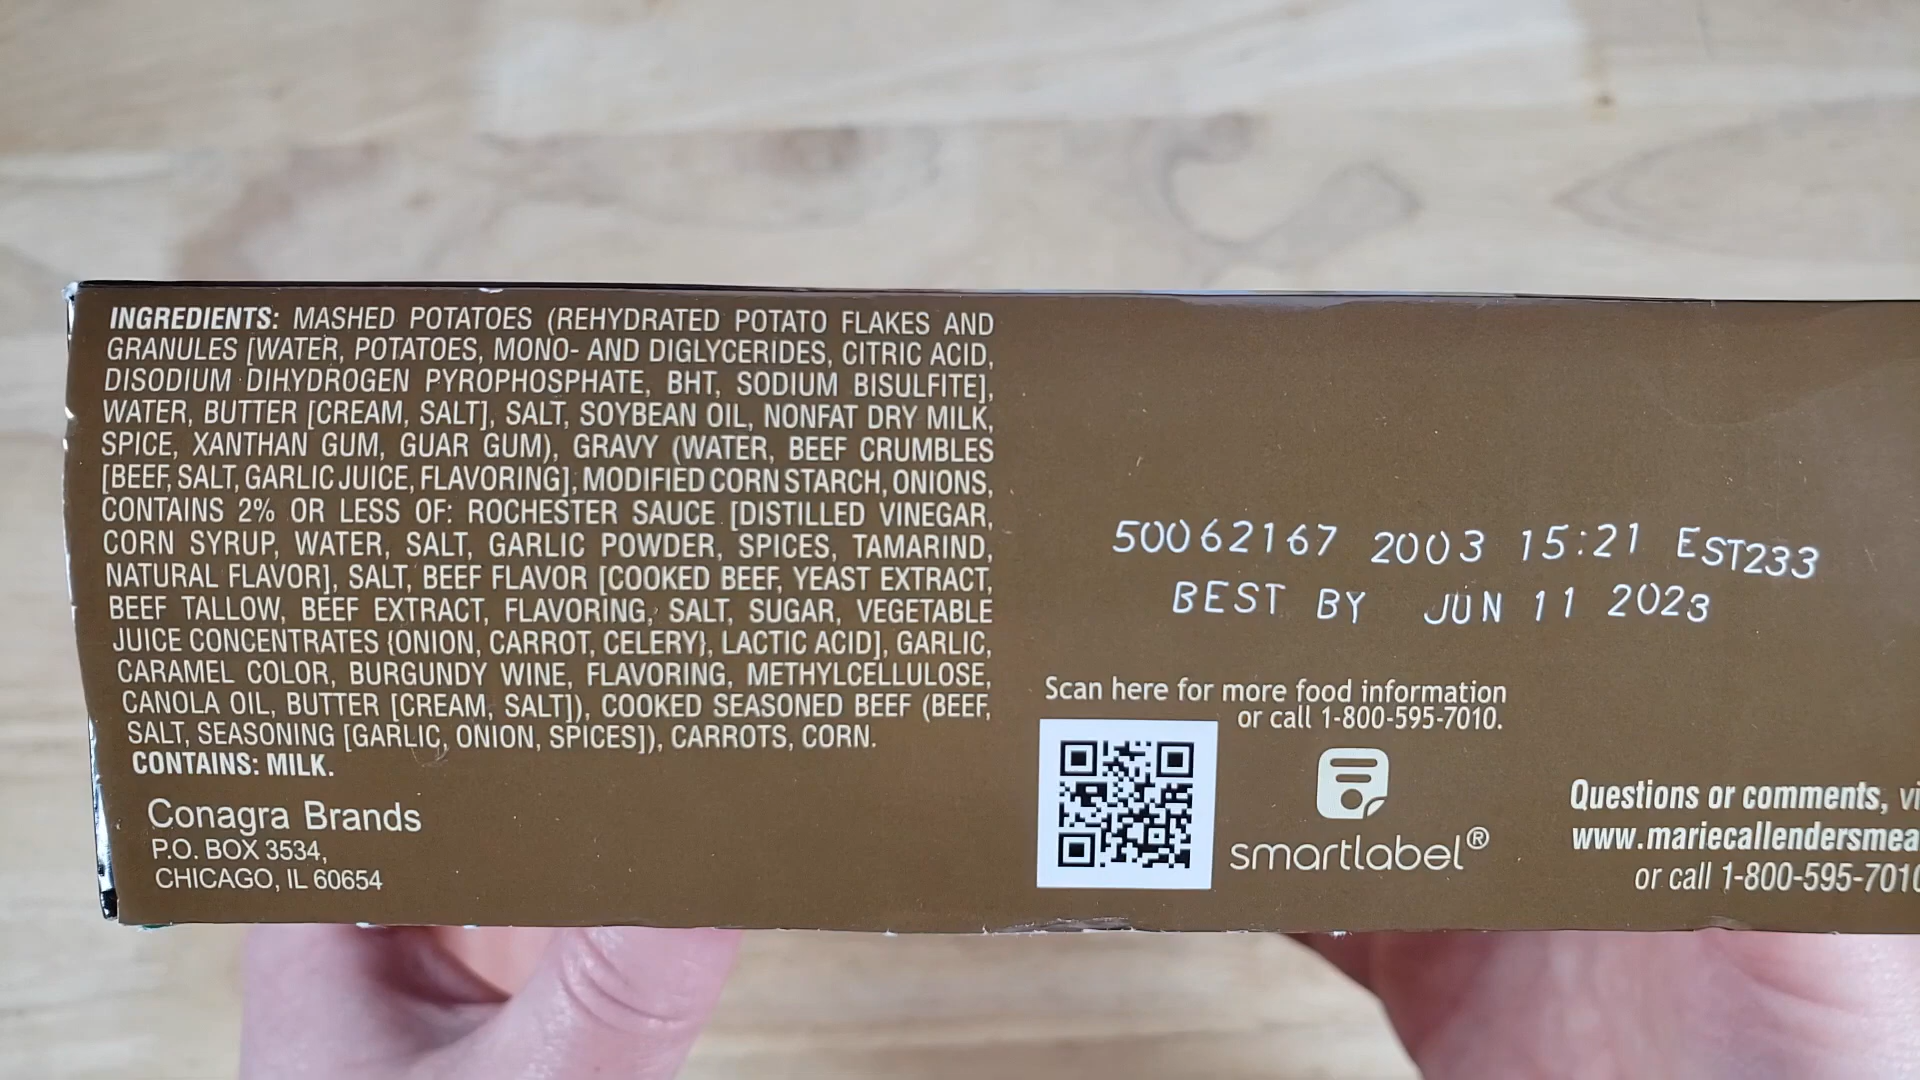 INGREDIENTS: MASHED POTATOES (REHYDRATED POTATO FLAKES AND
GRANULES [WATER, POTATOES, MONO- AND DIGLYCERIDES, CITRIC ACID,
DISODIUM DIHYDROGEN PYROPHOSPHATE, BHT, SODIUM BISULFITE],
WATER, BUTTER [CREAM, SALT], SALT, SOYBEAN OIL, NONFAT DRY MILK,
SPICE, XANTHAN GUM, GUAR GUM), GRAVY (WATER, BEEF CRUMBLES
[BEEF, SALT, GARLIC JUICE, FLAVORING], MODIFIED CORN STARCH, ONIONS,
CONTAINS 2% OR LESS OF: ROCHESTER SAUCE [DISTILLED VINEGAR,
CORN SYRUP, WATER, SALT, GARLIC POWDER, SPICES, TAMARIND,
NATURAL FLAVOR], SALT, BEEF FLAVOR [COOKED BEEF, YEAST EXTRACT,
BEEF TALLOW, BEEF EXTRACT, FLAVORING, SALT, SUGAR, VEGETABLE
JUICE CONCENTRATES {ONION, CARROT, CELERY}, LACTIC ACID], GARLIC,
CARAMEL COLOR, BURGUNDY WINE, FLAVORING, METHYLCELLULOSE,
CANOLA OIL, BUTTER [CREAM, SALT]), COOKED SEASONED BEEF (BEEF,
SALT, SEASONING [GARLIC, ONION, SPICES]), CARROTS, CORN.
CONTAINS: MILK.
Conagra Brands
P.O. BOX 3534,
CHICAGO, IL 60654
50062167 2003 15:21 EST233
BEST BY JUN 11 2023
Scan here for more food information
or call 1-800-595-7010.
smartlabel®
Questions or comments, vi
www.mariecallendersmea
or call 1-800-595-7010